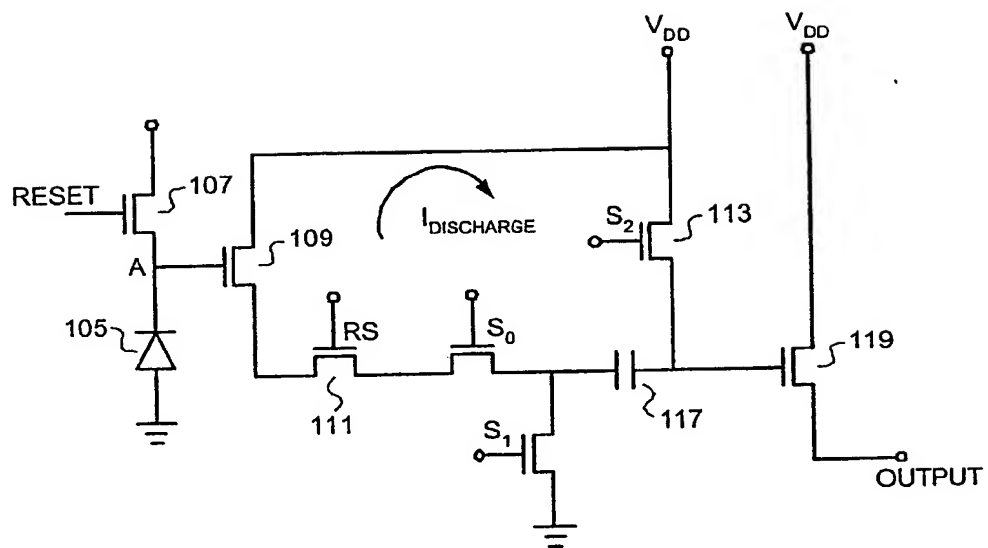 V_DD
V_DD
RESET
107
S_2
113
I_DISCHARGE
109
A
105
RS
S_0
119
111
117
S_1
OUTPUT